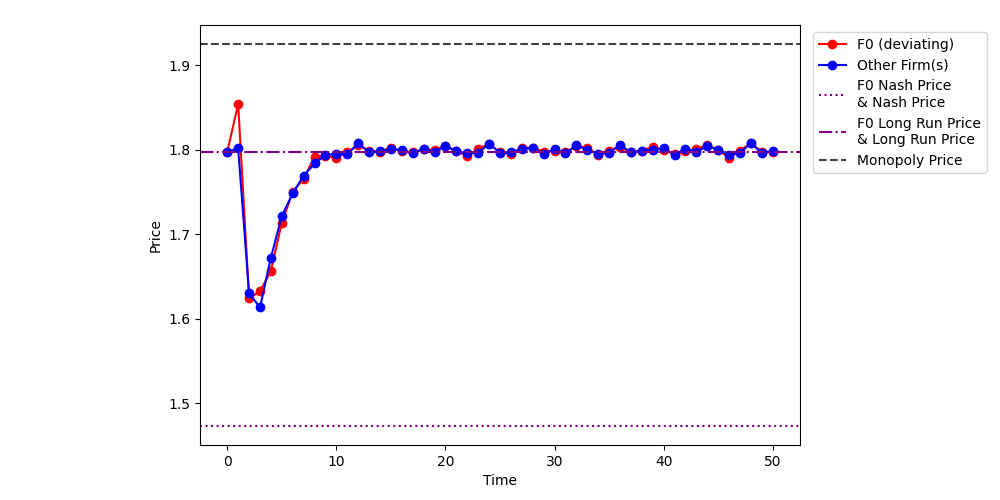 1.9
1.8
1.7
1.6
1.5
Price
0
10
20
30
40
50
Time
F0 (deviating)
Other Firm(s)
F0 Nash Price
& Nash Price
F0 Long Run Price
& Long Run Price
Monopoly Price